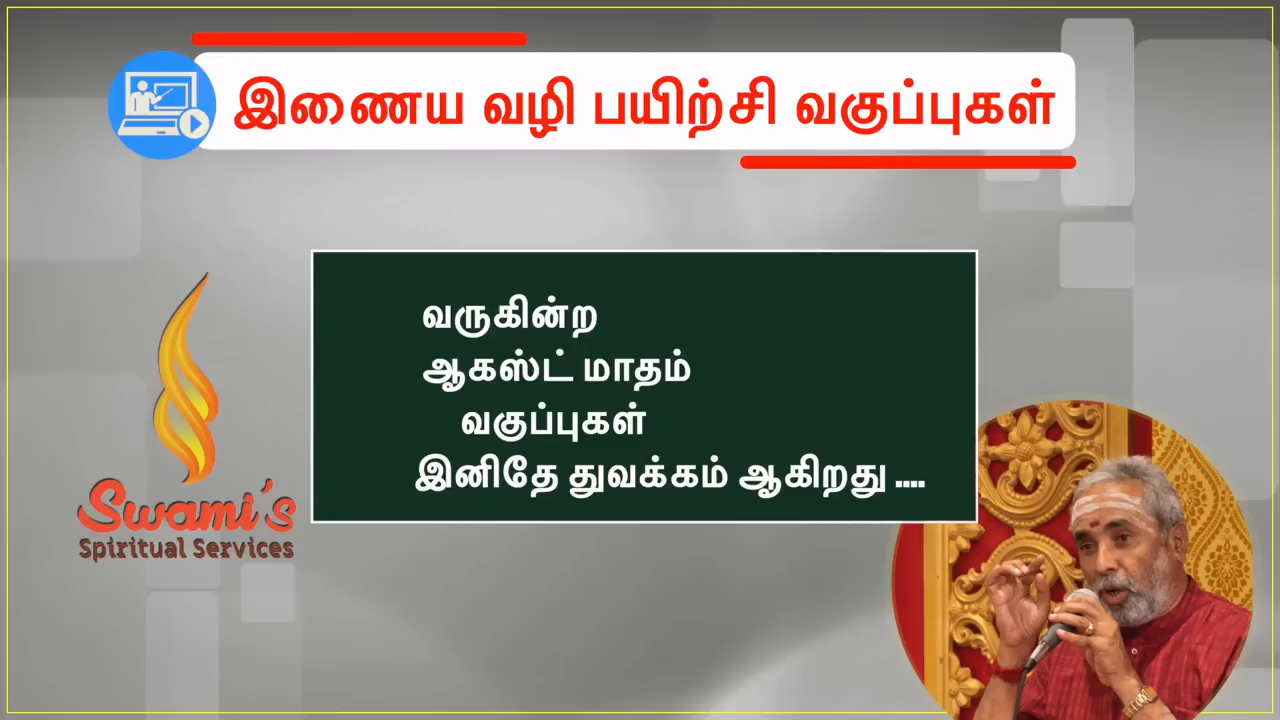 இணைய வழி பயிற்சி வகுப்புகள்
வருகின்ற
ஆகஸ்ட் மாதம்
வகுப்புகள்
இனிதே துவக்கம் ஆகிறது ....
Swami's
Spiritual Services